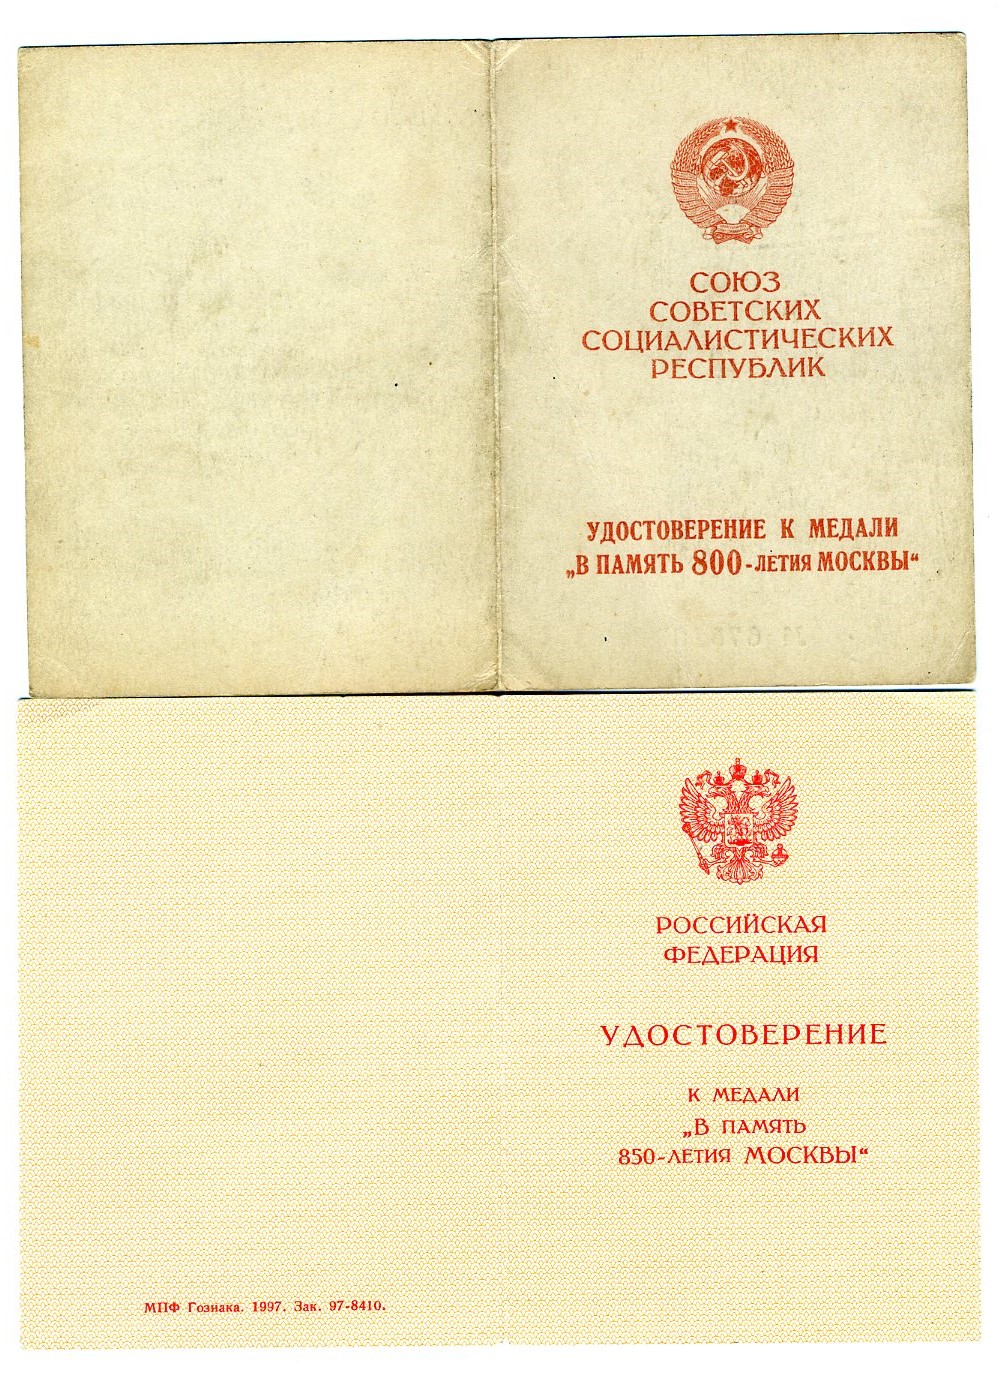 СОЮЗ
СОВЕТСКИХ
СОЦИАЛИСТИЧЕСКИХ
РЕСПУБЛИК
УДОСТОВЕРЕНИЕ К МЕДАЛИ
„В ПАМЯТЬ 800-ЛЕТИЯ МОСКВЫ“
РОССИЙСКАЯ
ФЕДЕРАЦИЯ
УДОСТОВЕРЕНИЕ
К МЕДАЛИ
„В ПАМЯТЬ
850-ЛЕТИЯ МОСКВЫ“
МПФ Гознака. 1997. Зак. 97-8410.